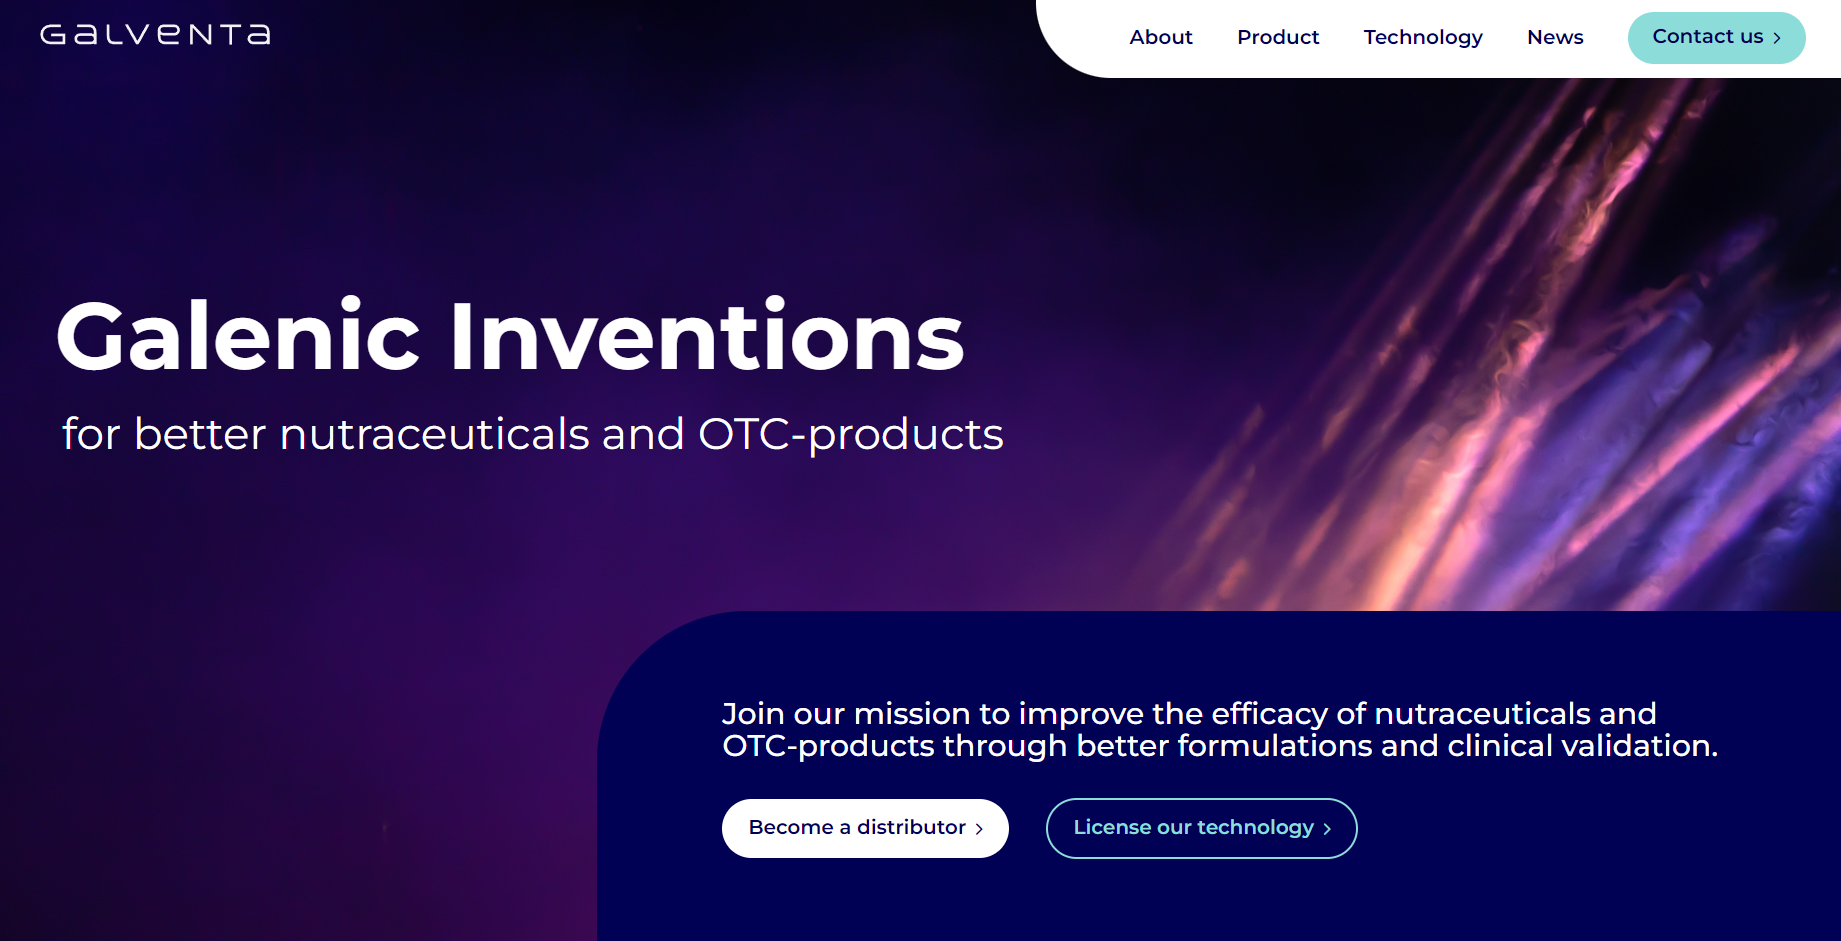 GALVENTA
About
Product
Technology
News
Contact us
Galenic Inventions
for better nutraceuticals and OTC-products
Join our mission to improve the efficacy of nutraceuticals and
OTC-products through better formulations and clinical validation.
Become a distributor
License our technology